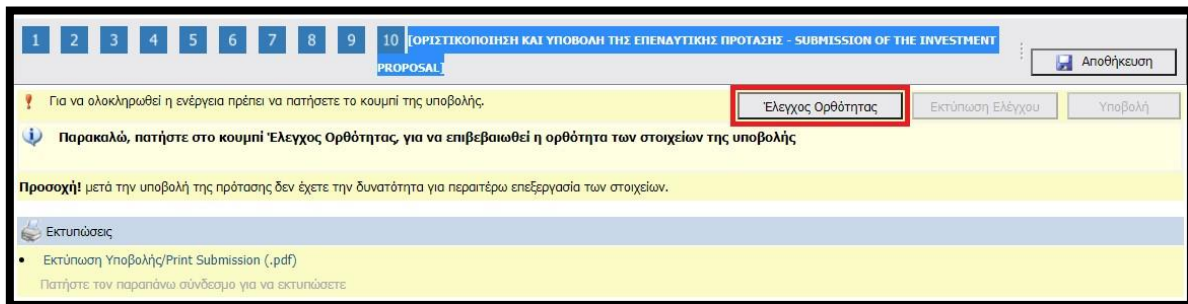 1 2 3 4 5 6 7 8 9 10 [ΟΡΙΣΤΙΚΟΠΟΙΗΣΗ ΚΑΙ ΥΠΟΒΟΛΗ ΤΗΣ ΕΠΕΝΔΥΤΙΚΗΣ ΠΡΟΤΑΣΗΣ - SUBMISSION OF THE INVESTMENT
PROPOSAL]
Αποθήκευση
Για να ολοκληρωθεί η ενέργεια πρέπει να πατήσετε το κουμπί της υποβολής.
Έλεγχος Ορθότητας Εκτύπωση Ελέγχου Υποβολή
Παρακαλώ, πατήστε στο κουμπί Έλεγχος Ορθότητας, για να επιβεβαιωθεί η ορθότητα των στοιχείων της υποβολής
Προσοχή! μετά την υποβολή της πρότασης δεν έχετε την δυνατότητα για περαιτέρω επεξεργασία των στοιχείων.
Εκτυπώσεις
• Εκτύπωση Υποβολής/Print Submission (.pdf)
Πατήστε τον παραπάνω σύνδεσμο για να εκτυπώσετε